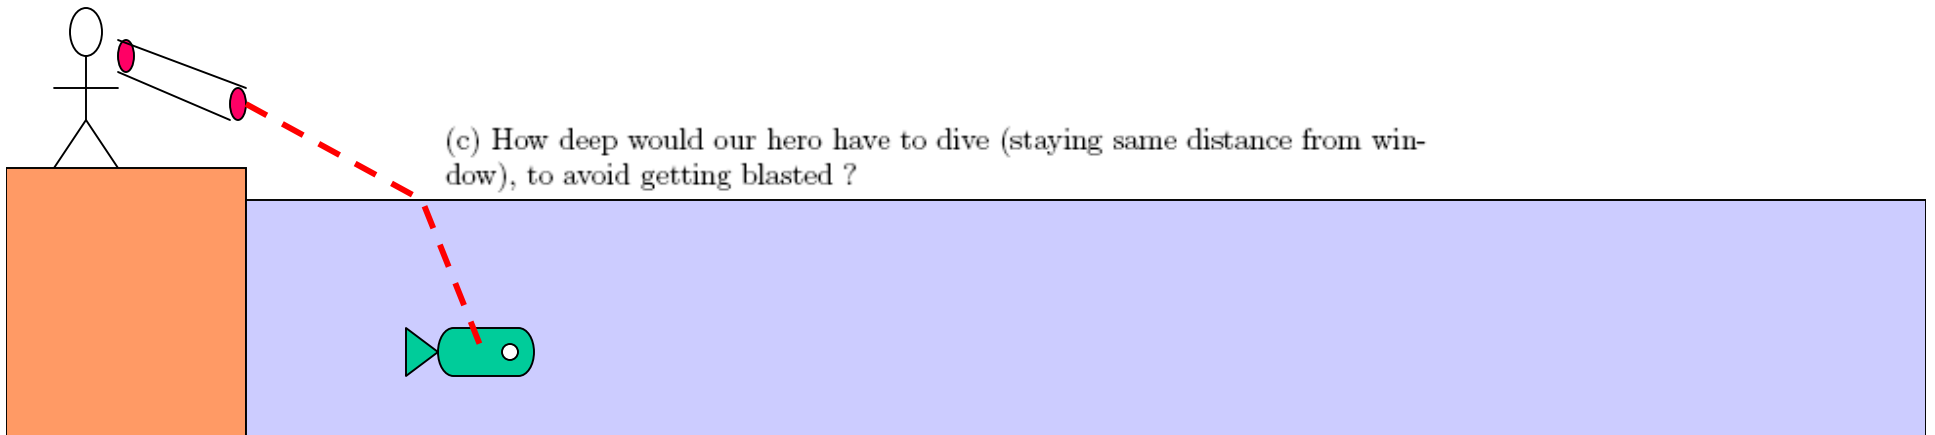 (c) How deep would our hero have to dive (staying same distance from win-
dow), to avoid getting blasted ?